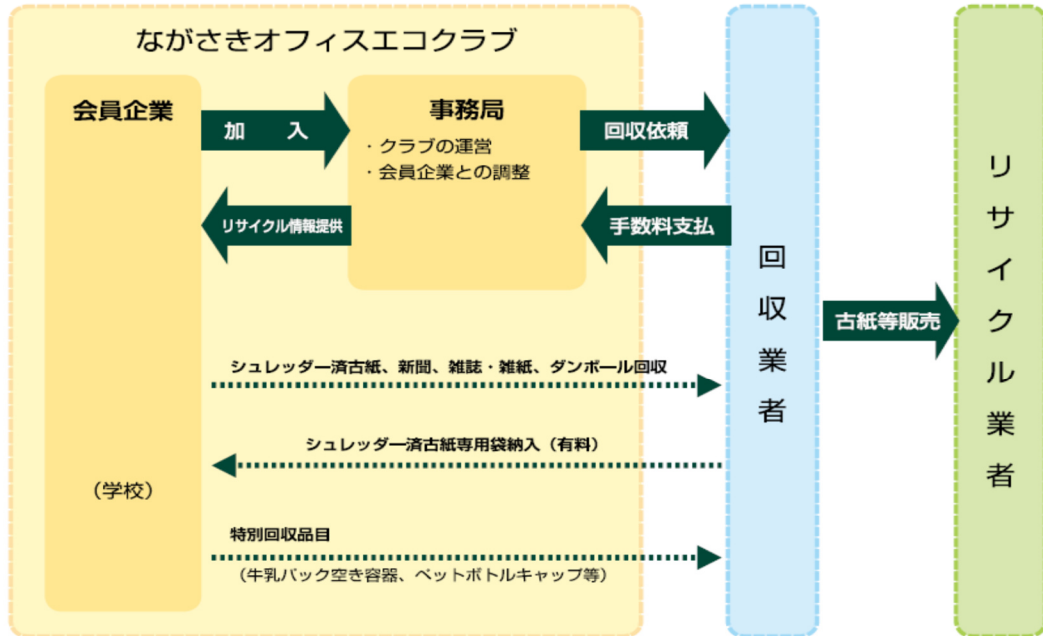 ながさきオフィスエコクラブ
会員企業
加　入
事務局
・クラブの運営
・会員企業との調整
回収依頼
リサイクル情報提供
手数料支払
回収業者
古紙等販売
リサイクル業者
シュレッダー済古紙、新聞、雑誌・雑紙、ダンボール回収
シュレッダー済古紙専用袋納入（有料）
（学校）
特別回収品目
（牛乳パック空き容器、ペットボトルキャップ等）